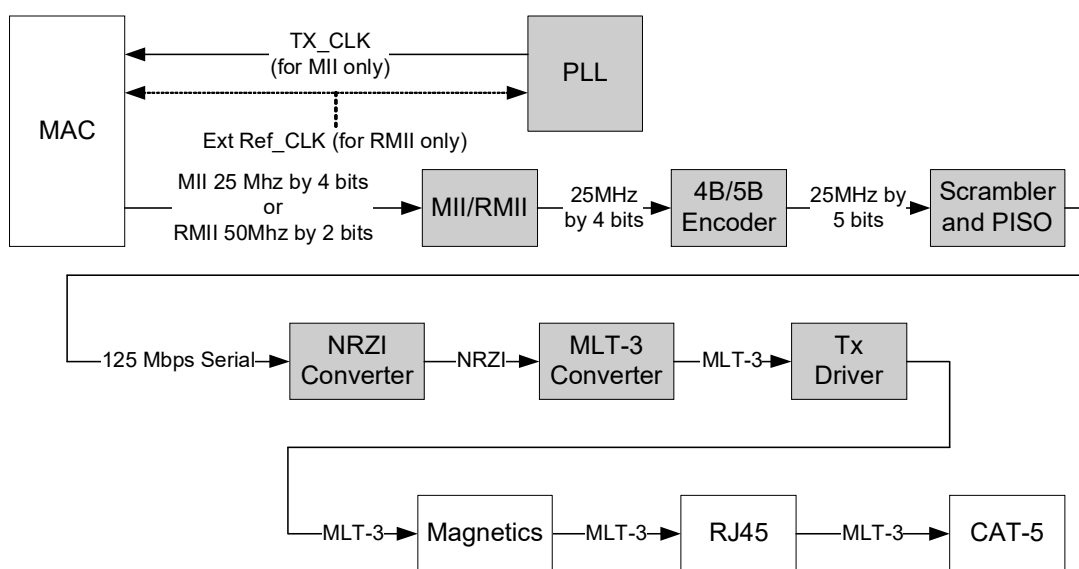 TX_CLK
(for MII only)
PLL
MAC
Ext Ref_CLK (for RMII only)
MII 25 Mhz by 4 bits
or
RMII 50Mhz by 2 bits
MII/RMII
25MHz
by 4 bits
4B/5B
Encoder
25MHz by
5 bits
Scrambler
and PISO
125 Mbps Serial
NRZI
Converter
NRZI
MLT-3
Converter
MLT-3
Tx
Driver
MLT-3
Magnetics
MLT-3
RJ45
MLT-3
CAT-5